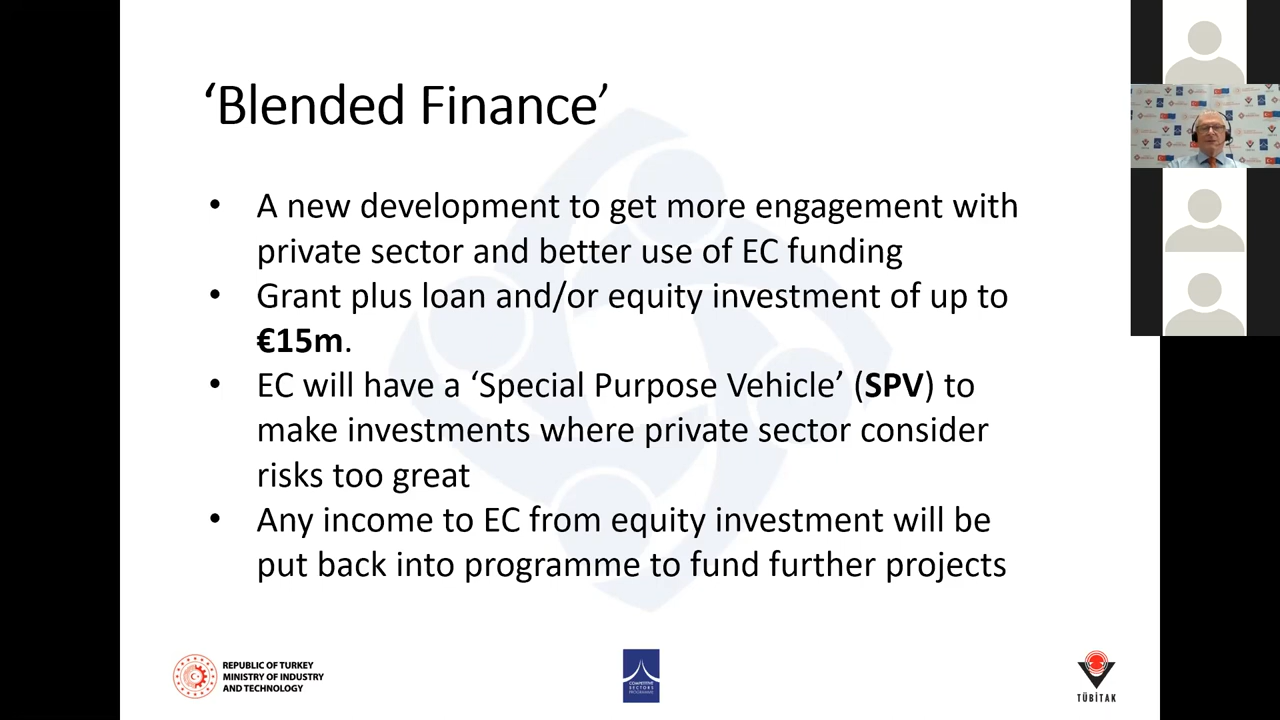 ‘Blended Finance’
• A new development to get more engagement with
private sector and better use of EC funding
• Grant plus loan and/or equity investment of up to
€15m.
• EC will have a ‘Special Purpose Vehicle’ (SPV) to
make investments where private sector consider
risks too great
• Any income to EC from equity investment will be
put back into programme to fund further projects
REPUBLIC OF TURKEY
MINISTRY OF INDUSTRY
AND TECHNOLOGY
COMPETITIVE
SECTORS
PROGRAMME
TÜBİTAK